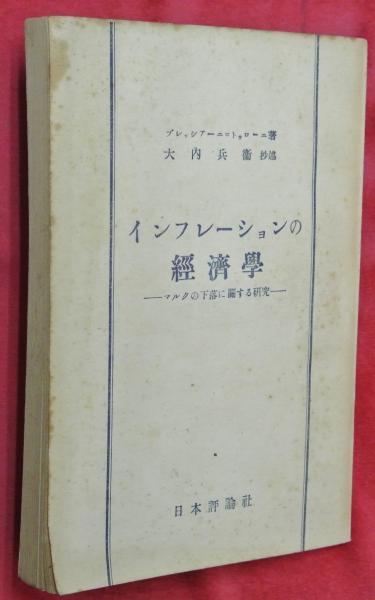 ブレッシアーニ=トゥローニ著
大内兵衞 抄譯
インフレーションの
經濟學
――マルクの下落に關する硏究――
日本評論社